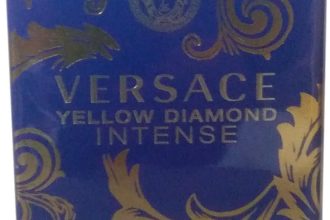 VERSACE
YELLOW DIAMOND
INTENSE